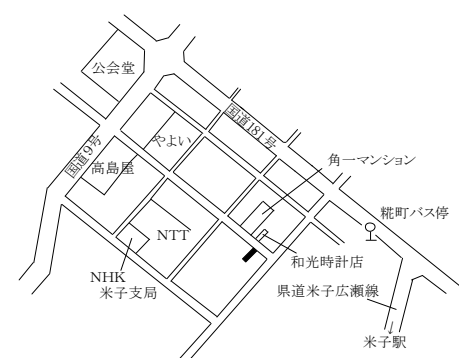 公会堂
国道181号
やよい
国道9号
高島屋
角一マンション
糀町バス停
NTT
和光時計店
NHK
米子支局
県道米子広瀬線
米子駅